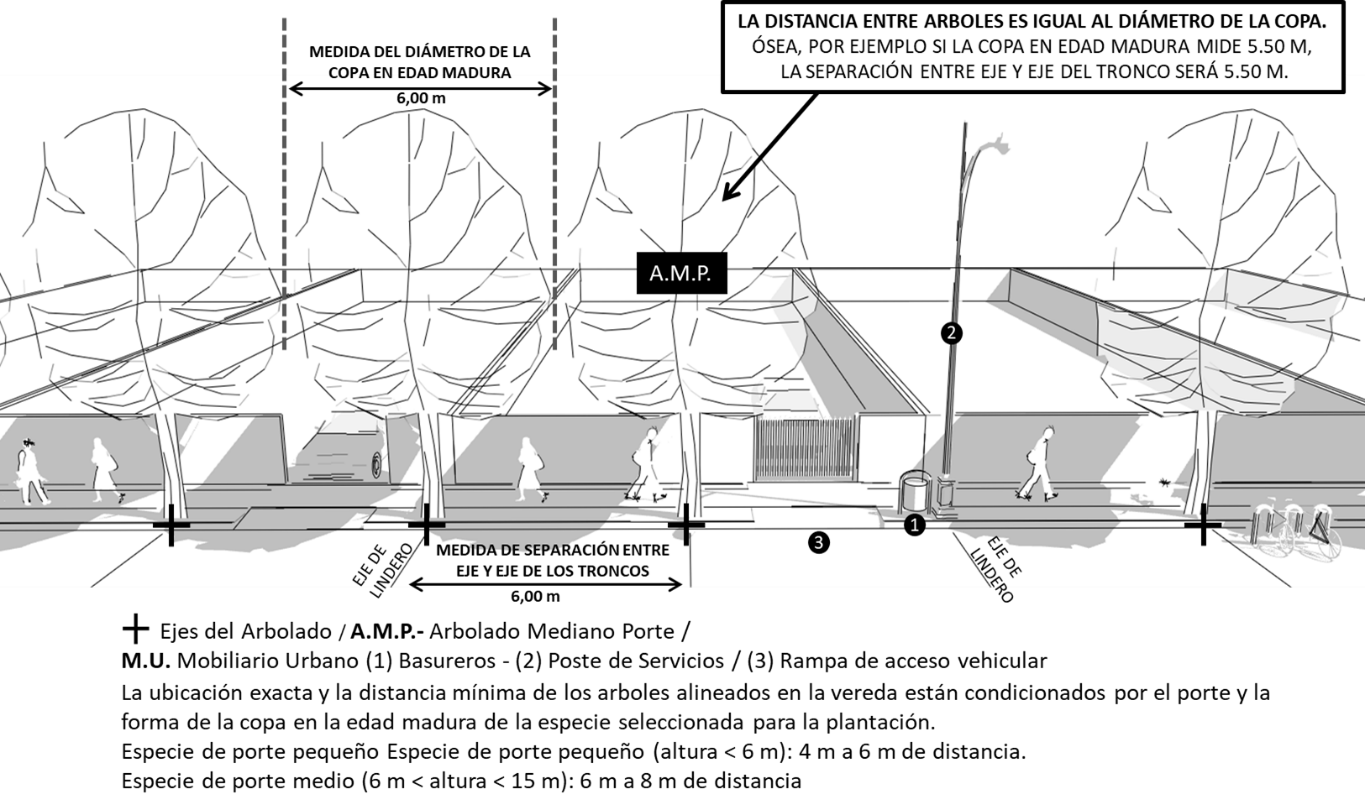 LA DISTANCIA ENTRE ARBOLES ES IGUAL AL DIÁMETRO DE LA COPA.
ÓSEA, POR EJEMPLO SI LA COPA EN EDAD MADURA MIDE 5.50 M,
LA SEPARACIÓN ENTRE EJE Y EJE DEL TRONCO SERÁ 5.50 M.
MEDIDA DEL DIÁMETRO DE LA
COPA EN EDAD MADURA
6,00 m
A.M.P.
2
1
3
EJE DE
LINDERO
MEDIDA DE SEPARACIÓN ENTRE
EJE Y EJE DE LOS TRONCOS
6,00 m
EJE DE
LINDERO
Ejes del Arbolado / A.M.P.- Arbolado Mediano Porte /
M.U. Mobiliario Urbano (1) Basureros - (2) Poste de Servicios / (3) Rampa de acceso vehicular
La ubicación exacta y la distancia mínima de los arboles alineados en la vereda están condicionados por el porte y la
forma de la copa en la edad madura de la especie seleccionada para la plantación.
Especie de porte pequeño Especie de porte pequeño (altura < 6 m): 4 m a 6 m de distancia.
Especie de porte medio (6 m < altura < 15 m): 6 m a 8 m de distancia